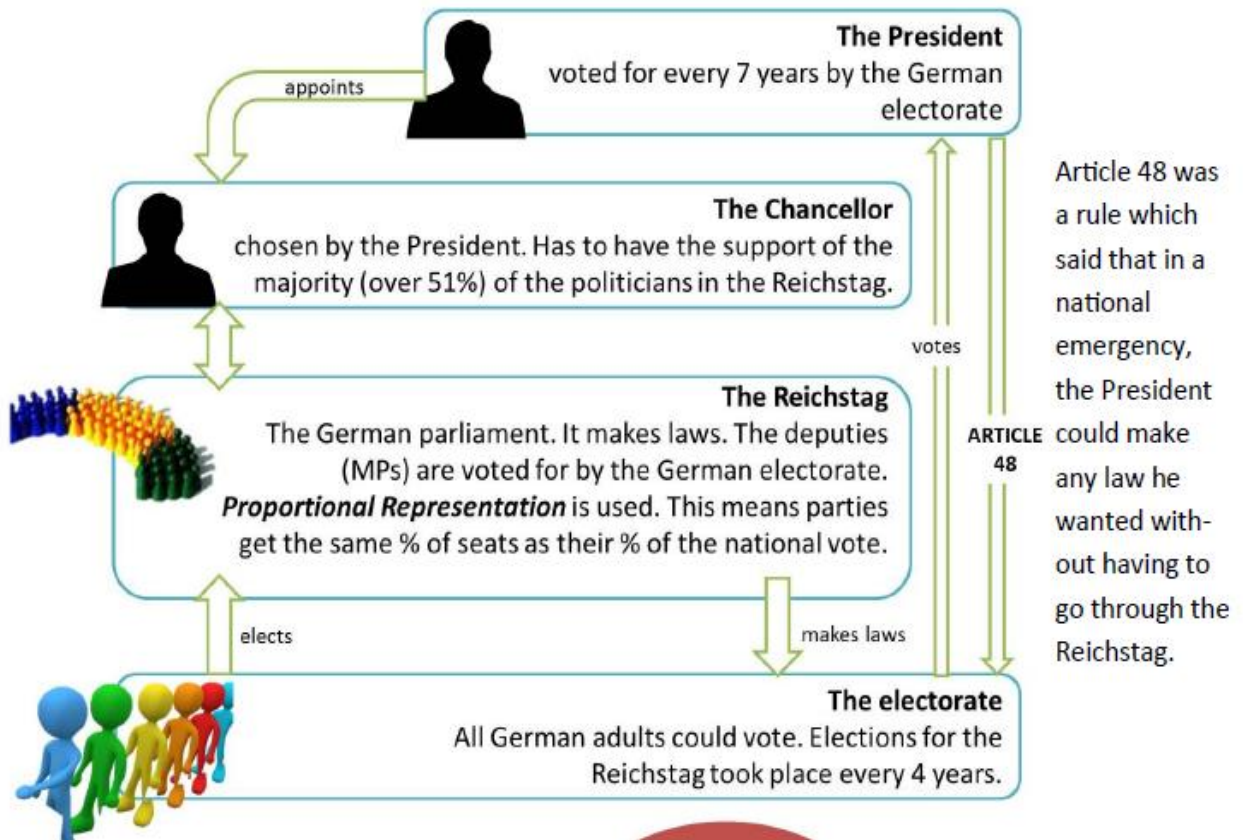 The President
voted for every 7 years by the German
electorate
appoints
The Chancellor
chosen by the President. Has to have the support of the
majority (over 51%) of the politicians in the Reichstag.
The Reichstag
The German parliament. It makes laws. The deputies
(MPs) are voted for by the German electorate.
Proportional Representation is used. This means parties
get the same % of seats as their % of the national vote.
votes
ARTICLE
48
Article 48 was
a rule which
said that in a
national
emergency,
the President
could make
any law he
wanted with-
out having to
go through the
Reichstag.
elects
makes laws
The electorate
All German adults could vote. Elections for the
Reichstag took place every 4 years.